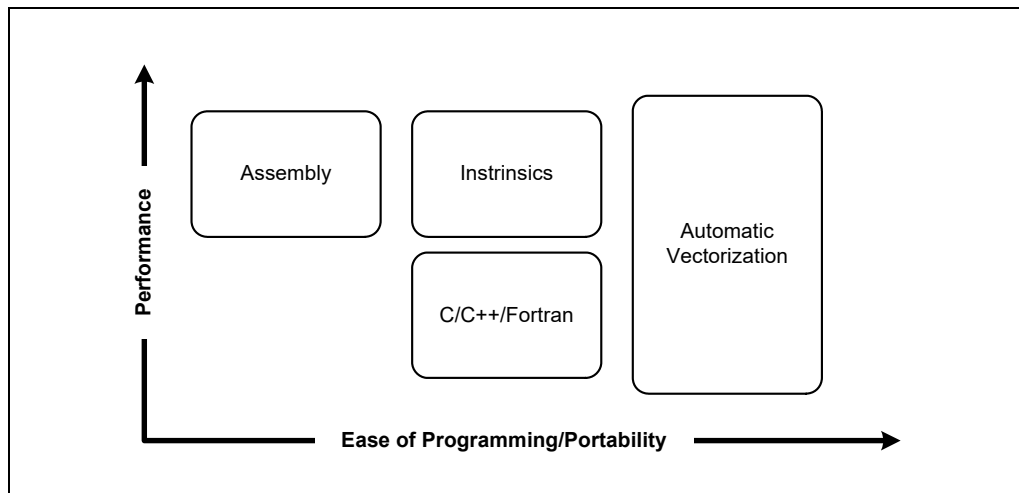 Assembly
Instrinsics
Automatic
Vectorization
C/C++/Fortran
Performance
Ease of Programming/Portability